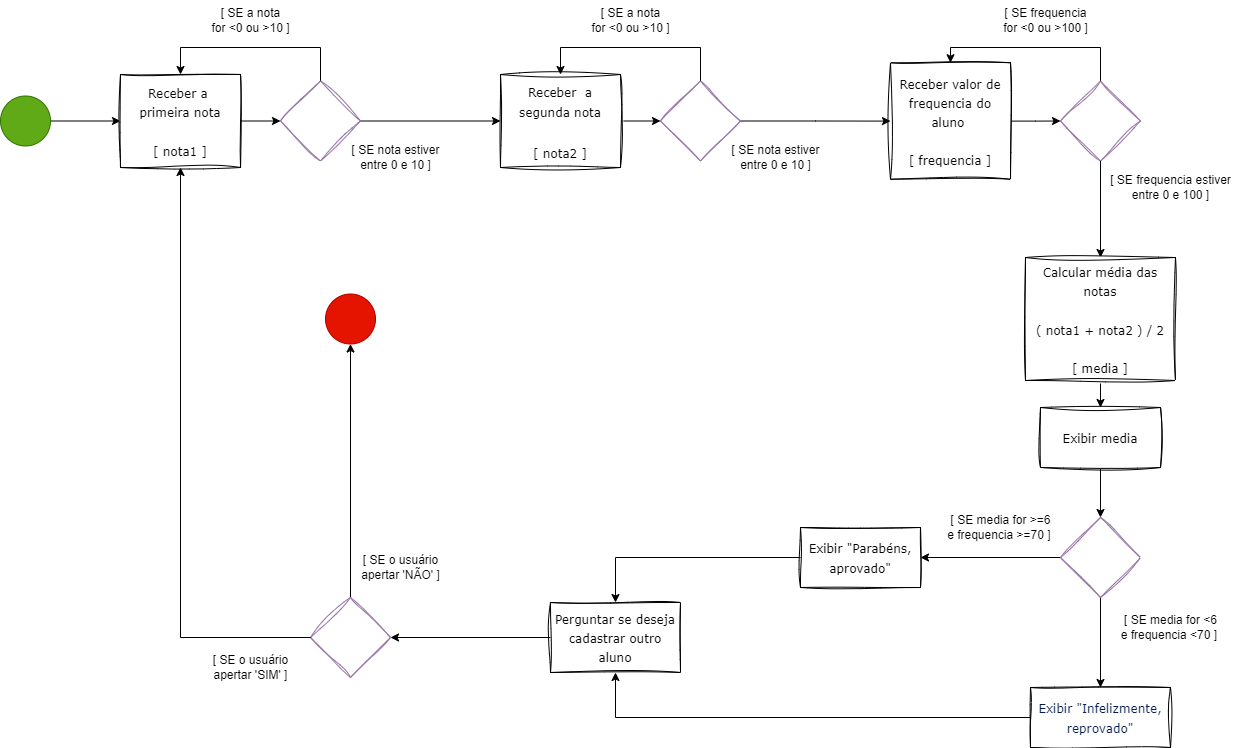 [ SE a nota
for <0 ou >10 ]
[ SE a nota
for <0 ou >10 ]
[ SE frequencia
for <0 ou >100 ]
Receber a
primeira nota
[ nota1 ]
[ SE nota estiver
entre 0 e 10 ]
Receber a
segunda nota
[ nota2 ]
[ SE nota estiver
entre 0 e 10 ]
Receber valor de
frequencia do
aluno
[ frequencia ]
[ SE frequencia estiver
entre 0 e 100 ]
Calcular média das
notas
( nota1 + nota2 ) / 2
[ media ]
Exibir media
[ SE media for >=6
e frequencia >=70 ]
Exibir "Parabéns,
aprovado"
[ SE media for <6
e frequencia <70 ]
Exibir "Infelizmente,
reprovado"
Perguntar se deseja
cadastrar outro
aluno
[ SE o usuário
apertar 'NÃO' ]
[ SE o usuário
apertar 'SIM' ]